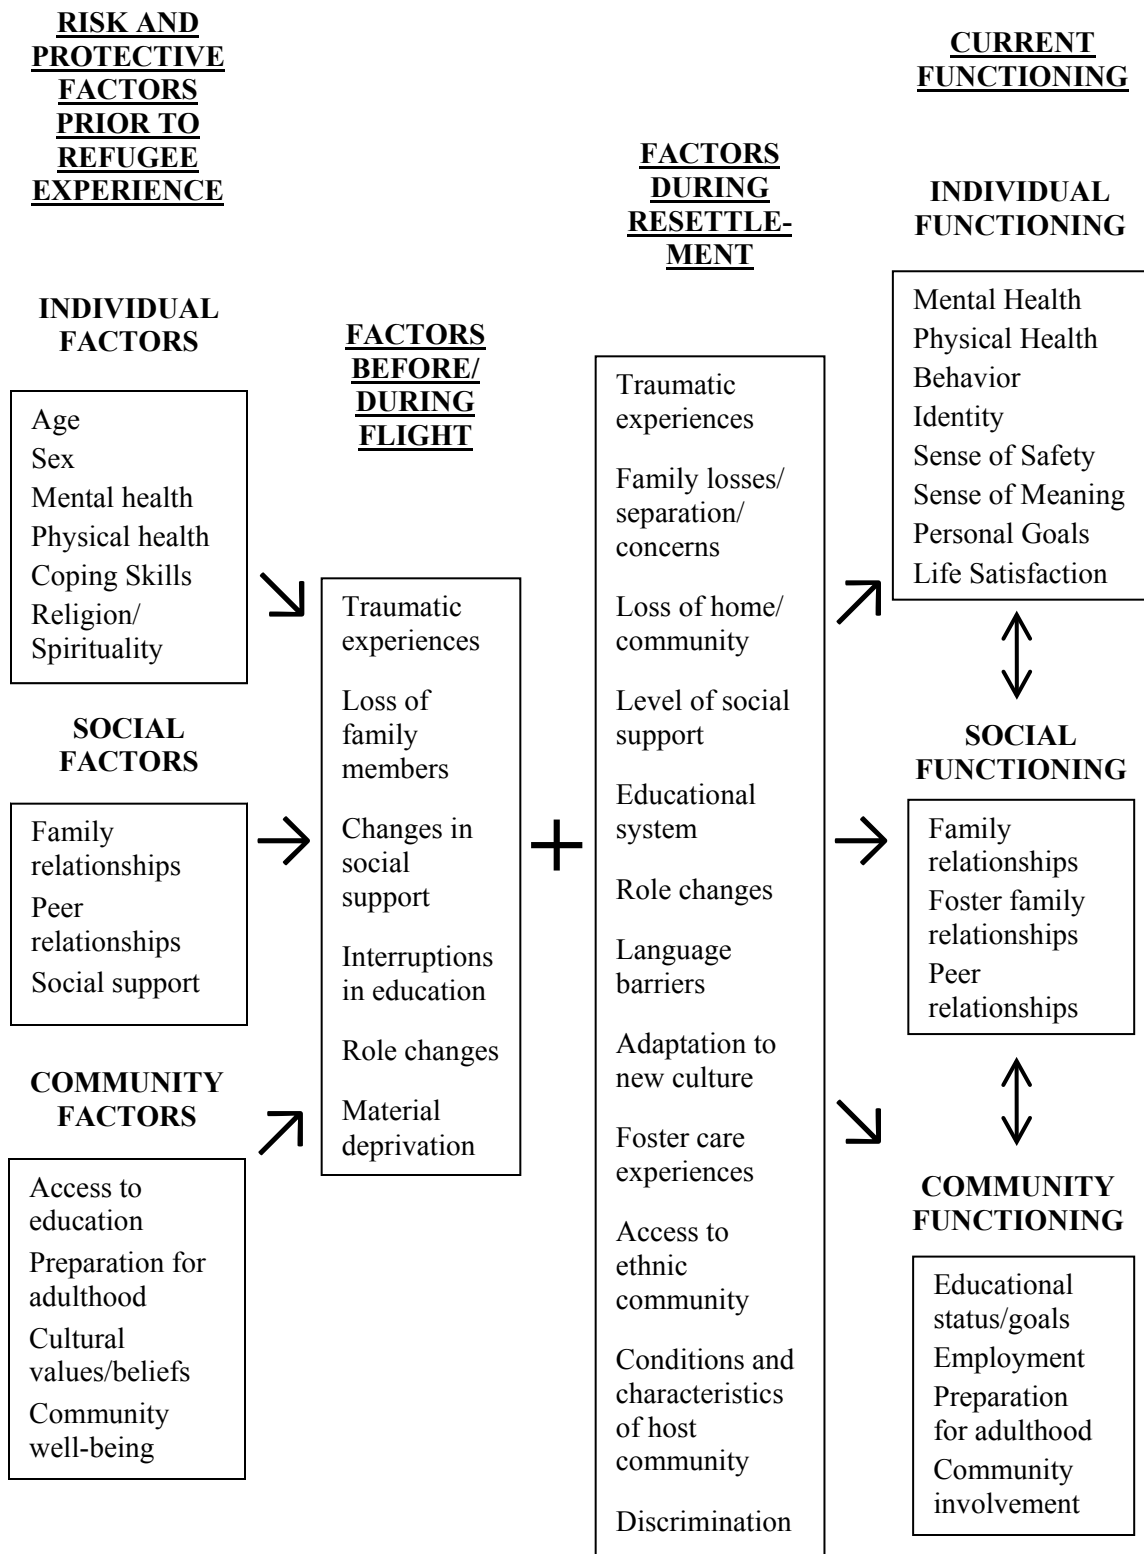 RISK AND
PROTECTIVE
FACTORS
PRIOR TO
REFUGEE
EXPERIENCE
INDIVIDUAL
FACTORS
Age
Sex
Mental health
Physical health
Coping Skills
Religion/
Spirituality
SOCIAL
FACTORS
Family
relationships
Peer
relationships
Social support
COMMUNITY
FACTORS
Access to
education
Preparation for
adulthood
Cultural
values/beliefs
Community
well-being
FACTORS
BEFORE/
DURING
FLIGHT
Traumatic
experiences
Loss of
family
members
Changes in
social
support
Interruptions
in education
Role changes
Material
deprivation
+
FACTORS
DURING
RESETTLE-
MENT
Traumatic
experiences
Family losses/
separation/
concerns
Loss of home/
community
Level of social
support
Educational
system
Role changes
Language
barriers
Adaptation to
new culture
Foster care
experiences
Access to
ethnic
community
Conditions and
characteristics
of host
community
Discrimination
CURRENT
FUNCTIONING
INDIVIDUAL
FUNCTIONING
Mental Health
Physical Health
Behavior
Identity
Sense of Safety
Sense of Meaning
Personal Goals
Life Satisfaction
SOCIAL
FUNCTIONING
Family
relationships
Foster family
relationships
Peer
relationships
COMMUNITY
FUNCTIONING
Educational
status/goals
Employment
Preparation
for adulthood
Community
involvement